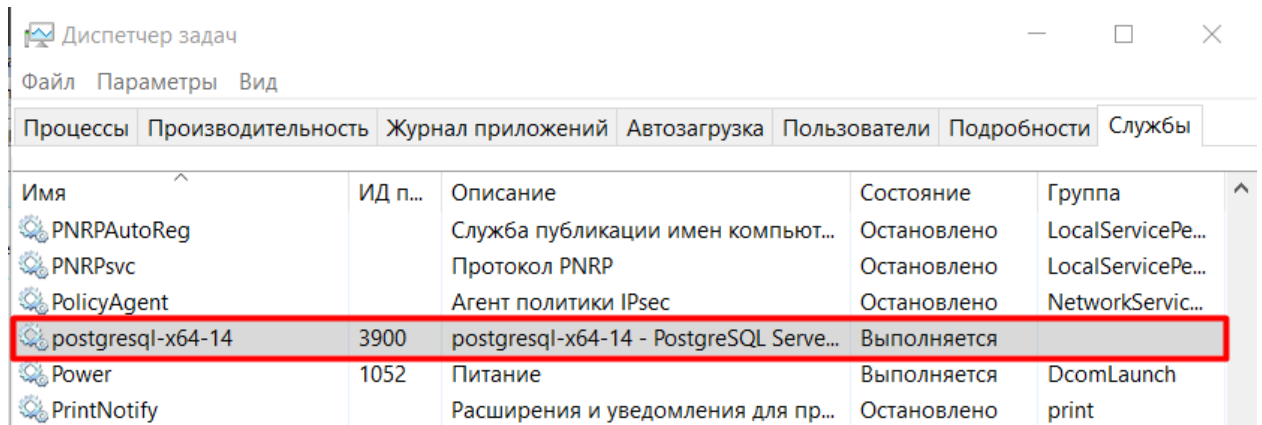 Диспетчер задач
Файл Параметры Вид
Процессы Производительность Журнал приложений Автозагрузка Пользователи Подробности Службы
Имя ИД п... Описание Состояние Группа
PNRPAutoReg Служба публикации имен компьют... Остановлено LocalServicePe...
PNRPsvc Протокол PNRP Остановлено LocalServicePe...
PolicyAgent Агент политики IPsec Остановлено NetworkServic...
postgresql-x64-14 3900 postgresql-x64-14 - PostgreSQL Serve... Выполняется
Power 1052 Питание Выполняется DcomLaunch
PrintNotify Расширения и уведомления для пр... Остановлено print